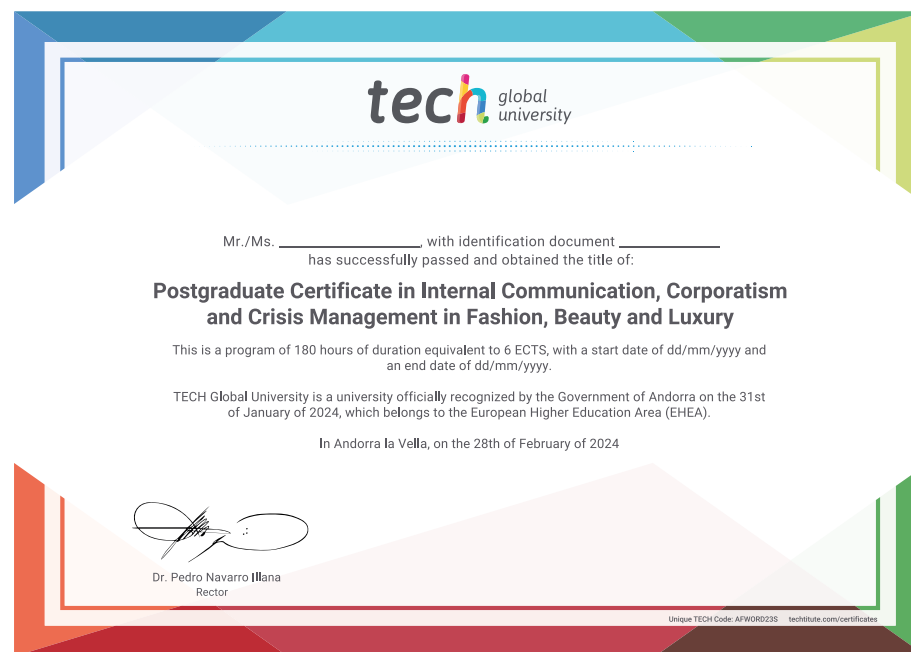 tech global university
Mr./Ms. ____________________, with identification document ______________
has successfully passed and obtained the title of:
Postgraduate Certificate in Internal Communication, Corporatism
and Crisis Management in Fashion, Beauty and Luxury
This is a program of 180 hours of duration equivalent to 6 ECTS, with a start date of dd/mm/yyyy and
an end date of dd/mm/yyyy.
TECH Global University is a university officially recognized by the Government of Andorra on the 31st
of January of 2024, which belongs to the European Higher Education Area (EHEA).
In Andorra la Vella, on the 28th of February of 2024
Dr. Pedro Navarro Illana
Rector
Unique TECH Code: AFWORD23S techtitute.com/certificates